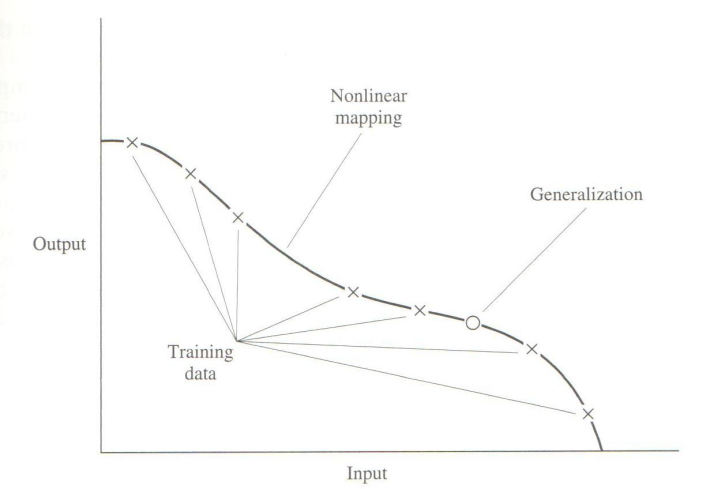 Nonlinear
mapping
Generalization
Output
Training
data
Input